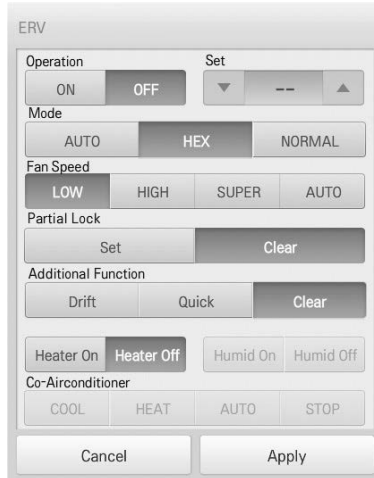 ERV
Operation Set
ON OFF ▼ -- ▲
Mode
AUTO HEX NORMAL
Fan Speed
LOW HIGH SUPER AUTO
Partial Lock
Set Clear
Additional Function
Drift Quick Clear
Heater On Heater Off Humid On Humid Off
Co-Airconditioner
COOL HEAT AUTO STOP
Cancel Apply